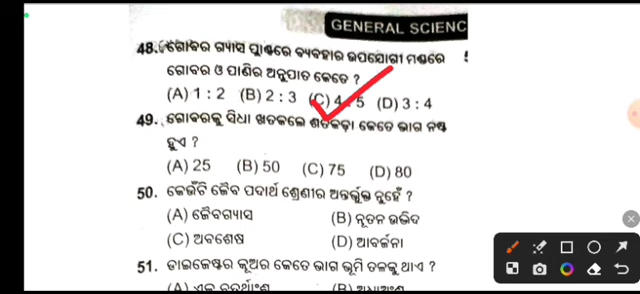 GENERAL SCIENC
48. ଗୋବର ଗ୍ୟାସ ପ୍ଲାଣ୍ଟରେ ବ୍ୟବହାର ଉପଯୋଗୀ ମଣ୍ଡରେ
ଗୋବର ଓ ପାଣିର ଅନୁପାତ କେତେ ?
(A) 1 : 2 (B) 2 : 3 (C) 4 : 5 (D) 3 : 4
49. ଗୋବରକୁ ସିଧା ଖତକଲେ ଶତକଡ଼ା କେତେ ଭାଗ ନଷ୍ଟ
ହୁଏ ?
(A) 25 (B) 50 (C) 75 (D) 80
50. କେଉଁଟି ଜୈବ ପଦାର୍ଥ ଶ୍ରେଣୀର ଅନ୍ତର୍ଭୁକ୍ତ ନୁହେଁ ?
(A) ଜୈବଗ୍ୟାସ (B) ନୂତନ ଉଦ୍ଭିଦ
(C) ଅବଶେଷ (D) ଆବର୍ଜନା
51. ଡାଇଜେଷ୍ଟର କୂଅର କେତେ ଭାଗ ଭୂମି ତଳକୁ ଥାଏ ?
(A) ଏକ ଚତୁର୍ଥାଂଶ (B)